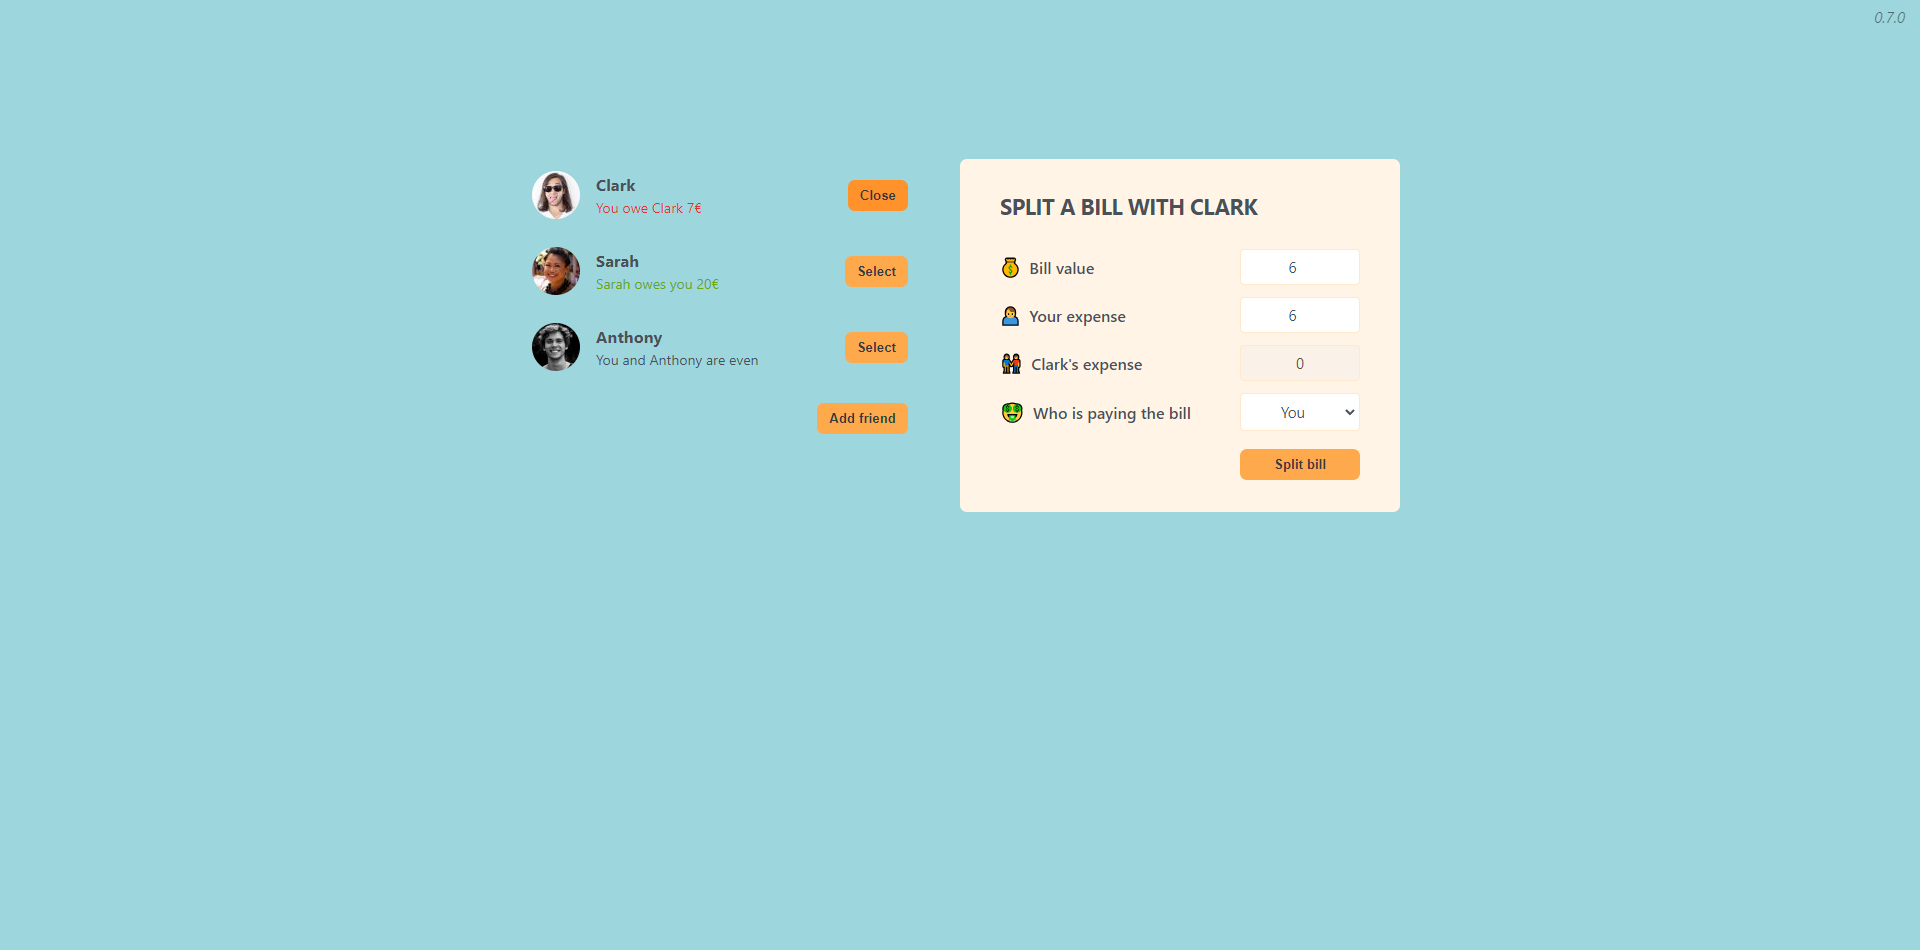 0.7.0
Clark
You owe Clark 7€
Close
Sarah
Sarah owes you 20€
Select
Anthony
You and Anthony are even
Select
Add friend
SPLIT A BILL WITH CLARK
💰 Bill value 6
🙍‍♂️ Your expense 6
👫 Clark's expense 0
🤑 Who is paying the bill You
Split bill